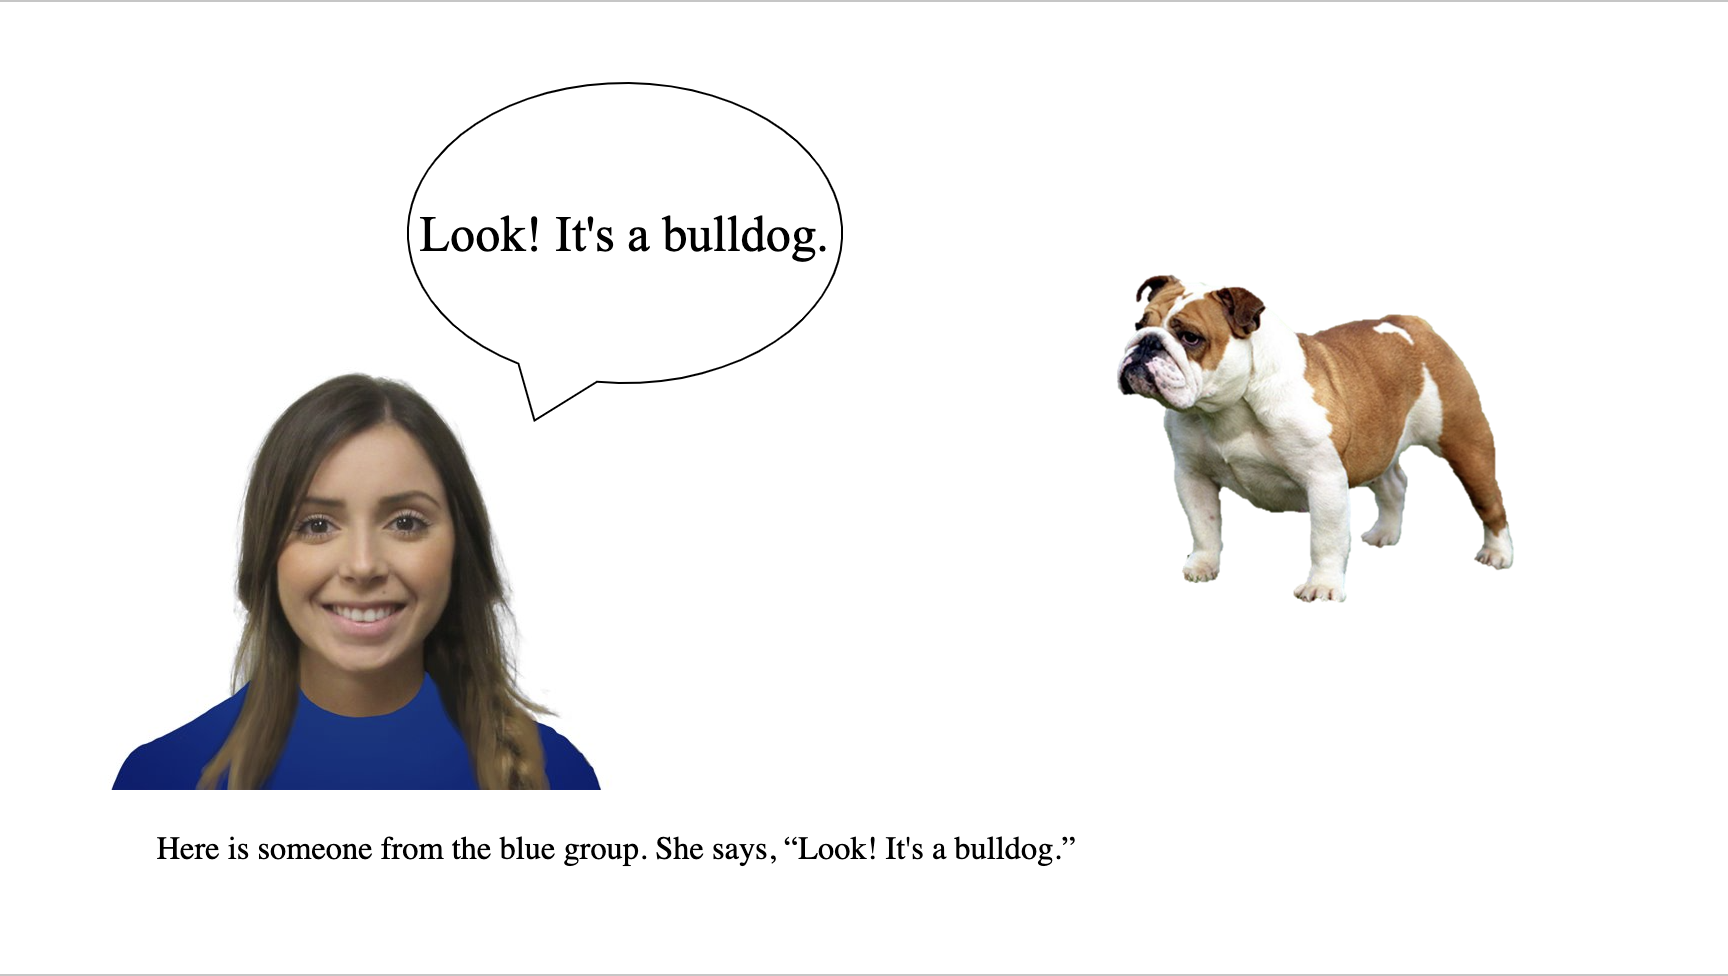 Look! It's a bulldog.
Here is someone from the blue group. She says, “Look! It's a bulldog.”